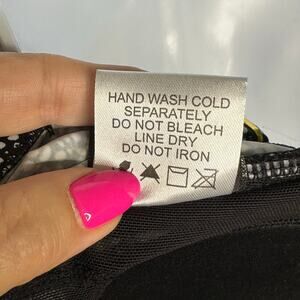 HAND WASH COLD
SEPARATELY
DO NOT BLEACH
LINE DRY
DO NOT IRON